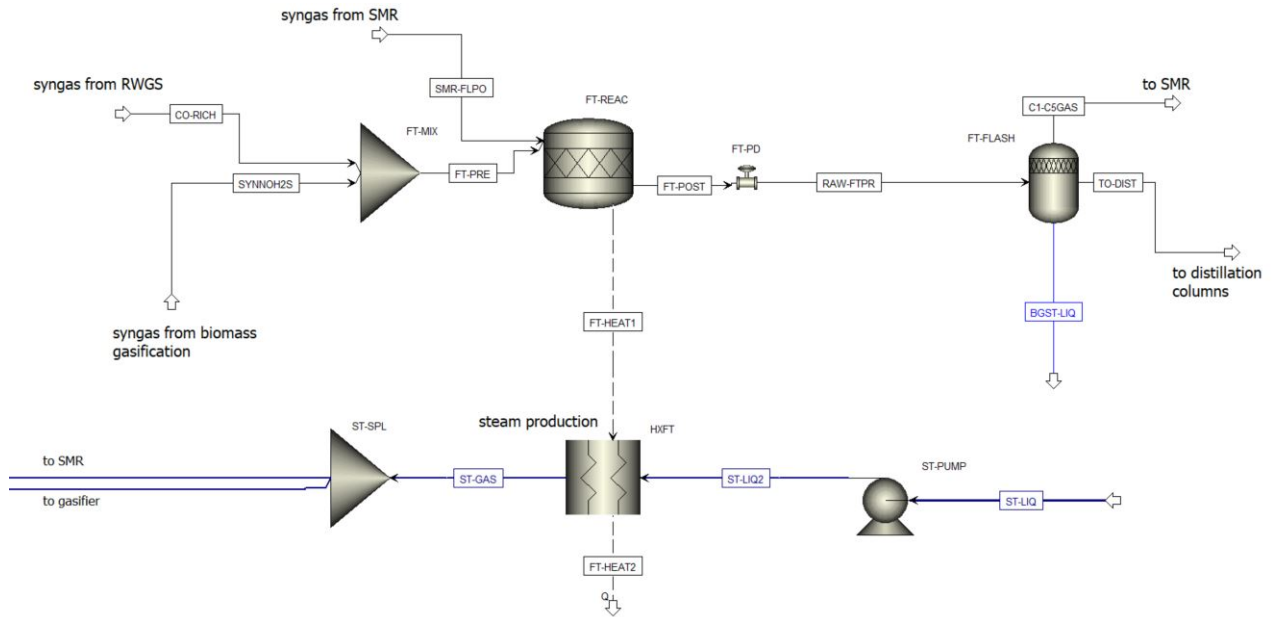 syngas from SMR
syngas from RWGS
SMR-FLPO
FT-REAC
to SMR
C1-C5GAS
CO-RICH
FT-MIX
FT-PD
FT-FLASH
SYNNOH2S
FT-PRE
FT-POST
RAW-FTPR
TO-DIST
to distillation
columns
syngas from biomass
gasification
FT-HEAT1
BGST-LIQ
steam production
ST-SPL
HXFT
ST-PUMP
to SMR
to gasifier
ST-GAS
ST-LIQ2
ST-LIQ
FT-HEAT2
Q